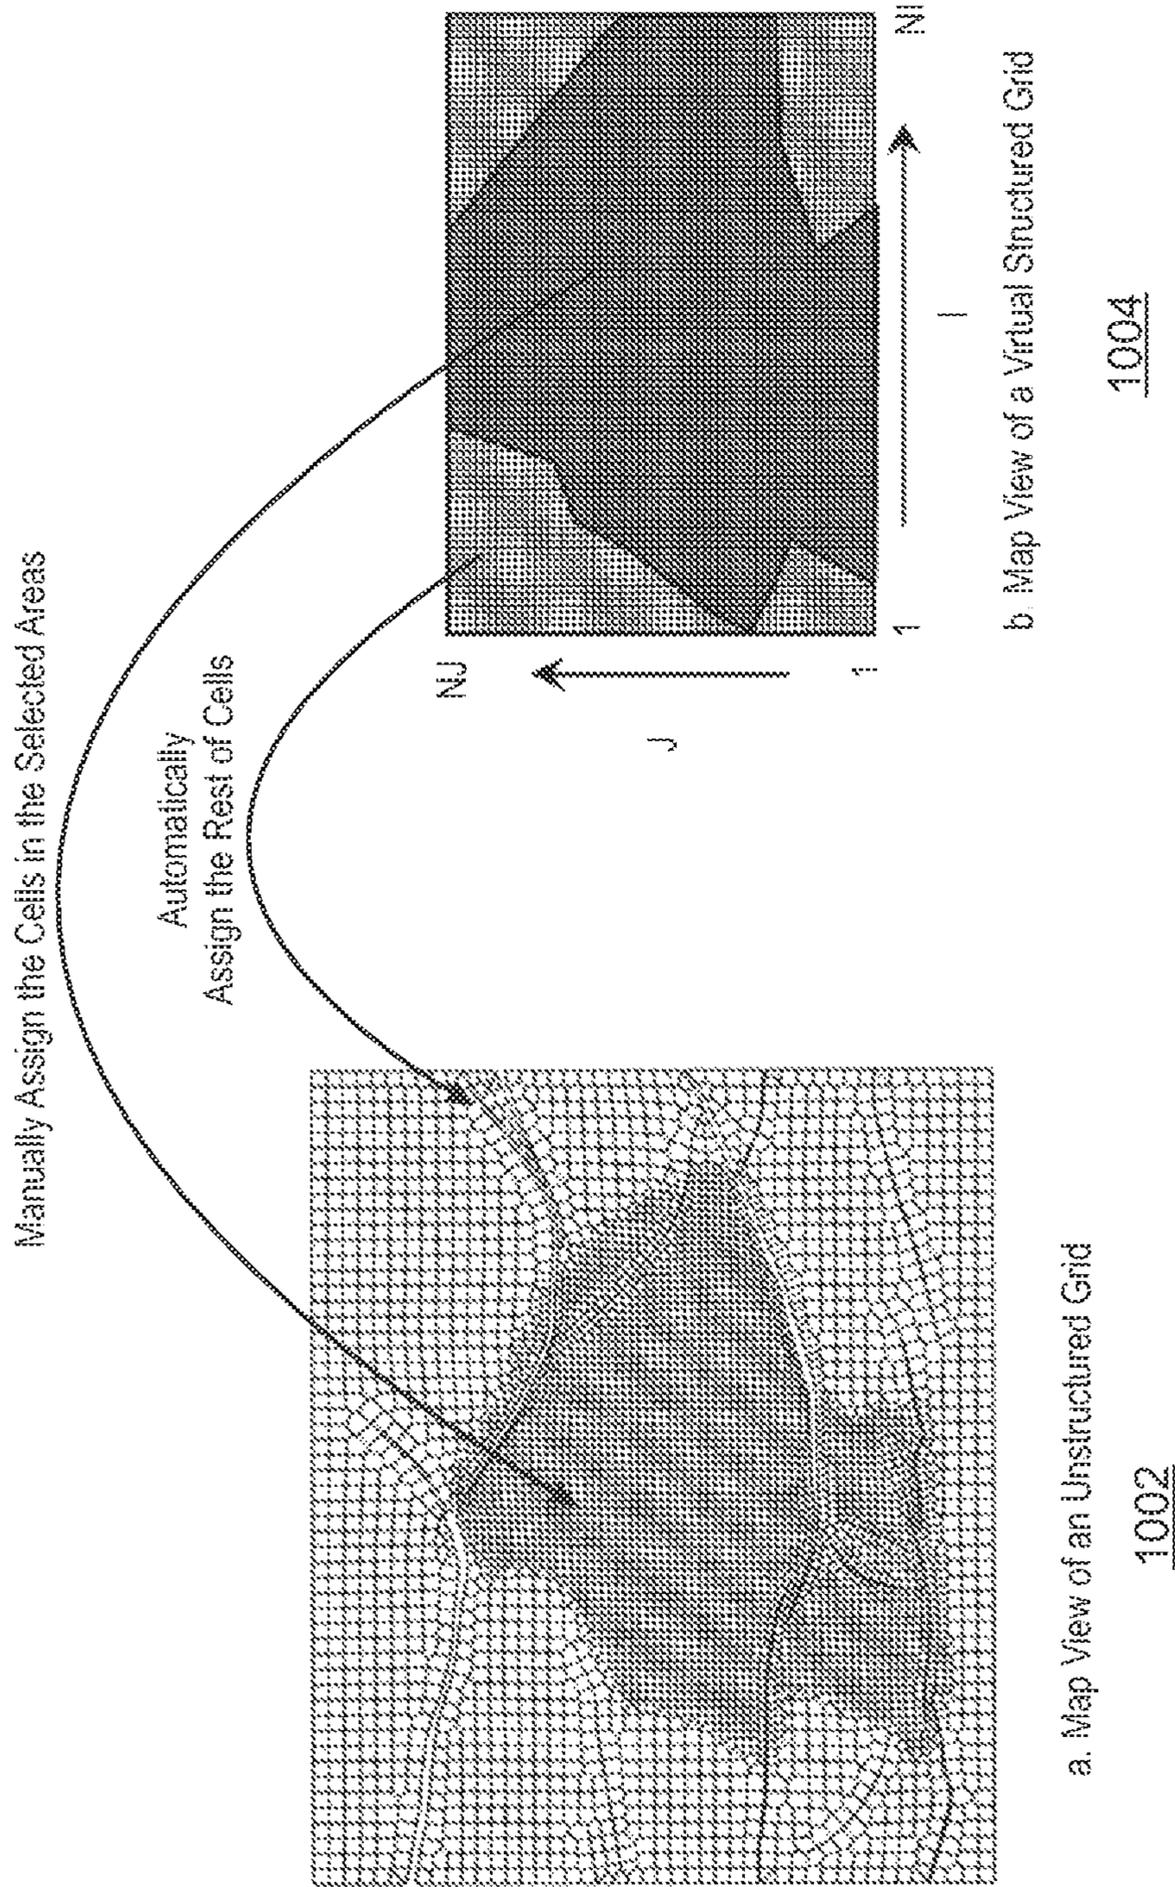 Manually Assign the Cells in the Selected Areas
Automatically
Assign the Rest of Cells
NJ
J
1
1
I
NI
a. Map View of an Unstructured Grid
b. Map View of a Virtual Structured Grid
1002
1004